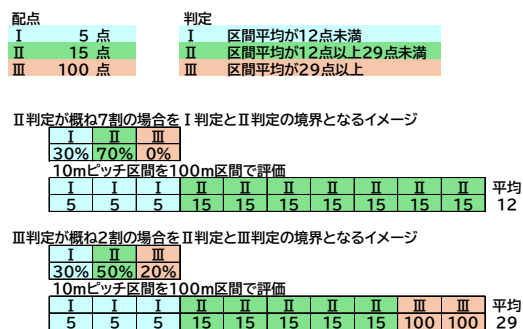 配点 判定
Ⅰ 5 点 Ⅰ 区間平均が12点未満
Ⅱ 15 点 Ⅱ 区間平均が12点以上29点未満
Ⅲ 100 点 Ⅲ 区間平均が29点以上
Ⅱ判定が概ね7割の場合をⅠ判定とⅡ判定の境界となるイメージ
Ⅰ Ⅱ Ⅲ
30% 70% 0%
10mピッチ区間を100m区間で評価
Ⅰ Ⅰ Ⅰ Ⅱ Ⅱ Ⅱ Ⅱ Ⅱ Ⅱ Ⅱ 平均
5 5 5 15 15 15 15 15 15 15 12
Ⅲ判定が概ね2割の場合をⅡ判定とⅢ判定の境界となるイメージ
Ⅰ Ⅱ Ⅲ
30% 50% 20%
10mピッチ区間を100m区間で評価
Ⅰ Ⅰ Ⅰ Ⅱ Ⅱ Ⅱ Ⅱ Ⅱ Ⅲ Ⅲ 平均
5 5 5 15 15 15 15 15 100 100 29